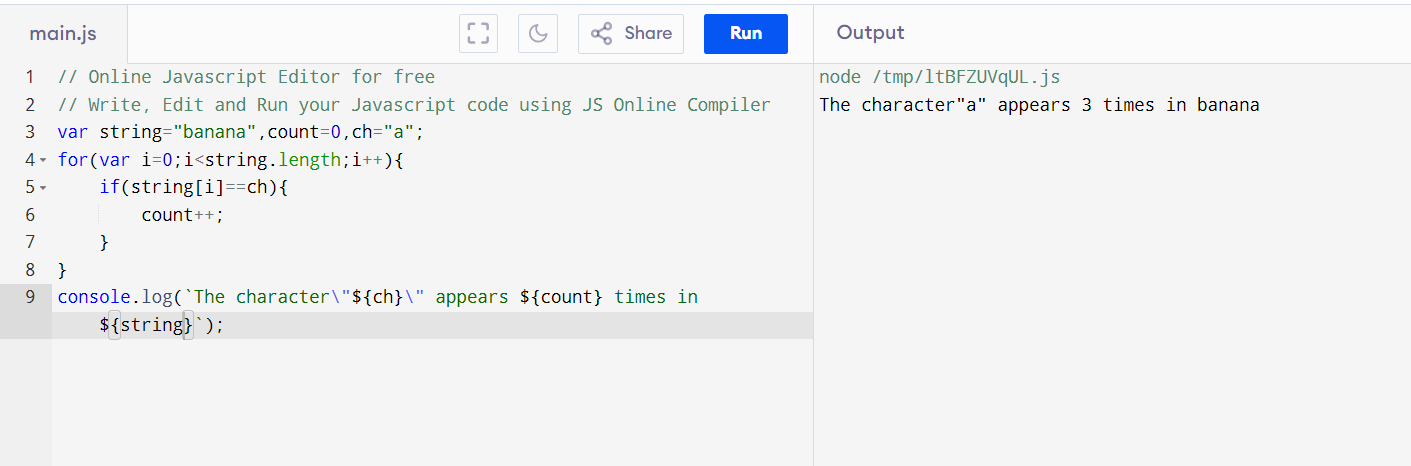 main.js
Share
Run
Output
1 // Online Javascript Editor for free
2 // Write, Edit and Run your Javascript code using JS Online Compiler
3 var string="banana",count=0,ch="a";
4 for(var i=0;i<string.length;i++){
5     if(string[i]==ch){
6         count++;
7     }
8 }
9 console.log(`The character\"${ch}\" appears ${count} times in
    ${string}`);
node /tmp/ltBFZUVqUL.js
The character"a" appears 3 times in banana